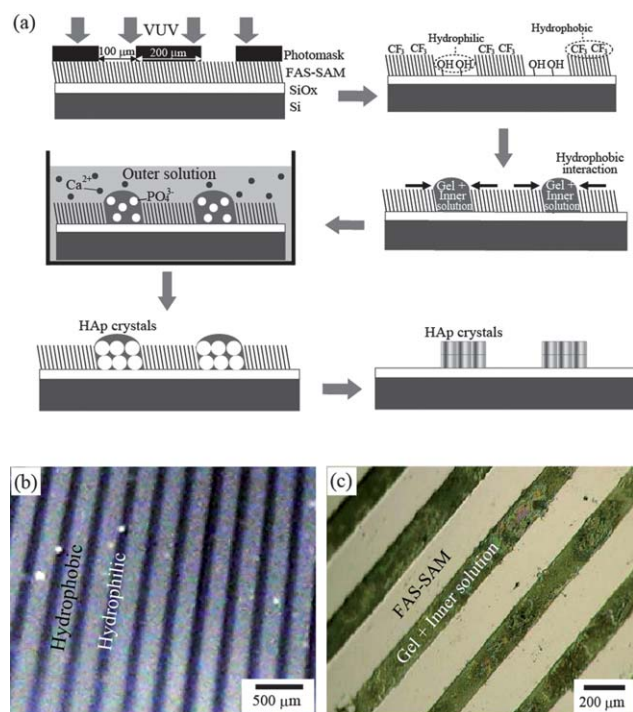 (a)
VUV
100 µm
200 µm
Photomask
FAS-SAM
SiOx
Si
Hydrophilic
Hydrophobic
CF₃ CF₃
CF₃ CF₃
CF₃ CF₃
OH OH
OH OH
Outer solution
Ca²⁺
PO₄³⁻
Hydrophobic
interaction
Gel +
Inner
solution
Gel +
Inner
solution
HAp crystals
HAp crystals
(b)
Hydrophobic
Hydrophilic
500 µm
(c)
FAS-SAM
Gel + Inner solution
200 µm